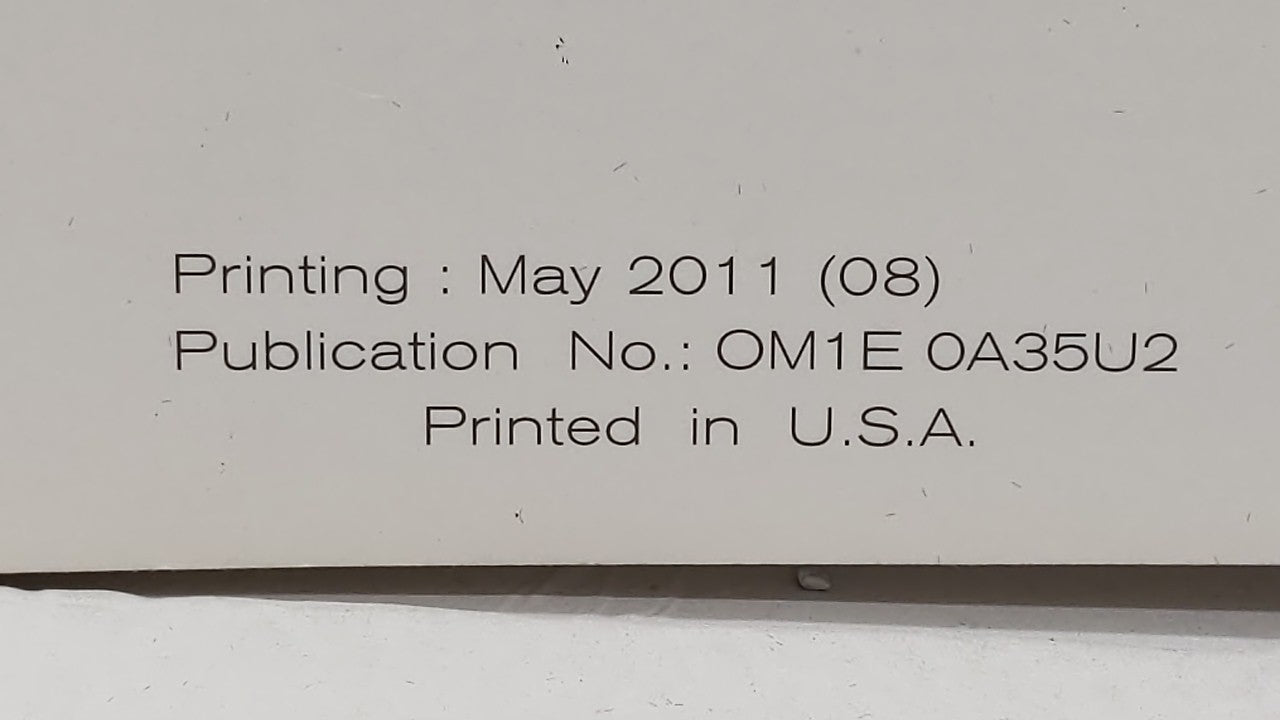 Printing : May 2011 (08)
Publication No.: OM1E 0A35U2
Printed in U.S.A.